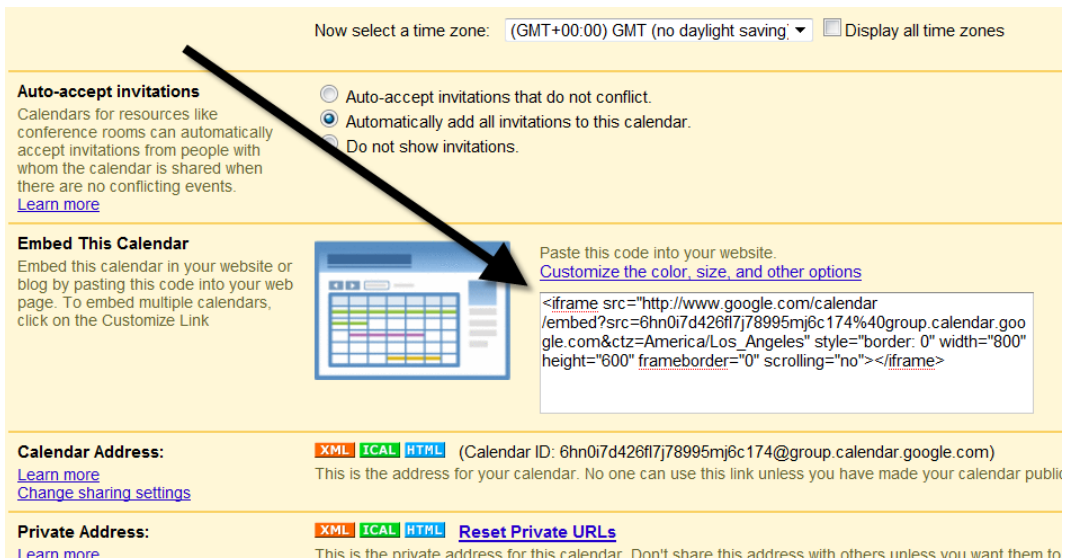 Now select a time zone: (GMT+00:00) GMT (no daylight saving Display all time zones
Auto-accept invitations
Calendars for resources like
conference rooms can automatically
accept invitations from people with
whom the calendar is shared when
there are no conflicting events.
Learn more
Auto-accept invitations that do not conflict.
Automatically add all invitations to this calendar.
Do not show invitations.
Embed This Calendar
Embed this calendar in your website or
blog by pasting this code into your web
page. To embed multiple calendars,
click on the Customize Link
Paste this code into your website.
Customize the color, size, and other options
<iframe src="http://www.google.com/calendar
/embed?src=6hn0i7d426fl7j78995mj6c174%40group.calendar.goo
gle.com&ctz=America/Los_Angeles" style="border: 0" width="800"
height="600" frameborder="0" scrolling="no"></iframe>
Calendar Address:
Learn more
Change sharing settings
XML ICAL HTML (Calendar ID: 6hn0i7d426fl7j78995mj6c174@group.calendar.google.com)
This is the address for your calendar. No one can use this link unless you have made your calendar public
Private Address:
Learn more
XML ICAL HTML Reset Private URLs
This is the private address for this calendar. Don't share this address with others unless you want them to